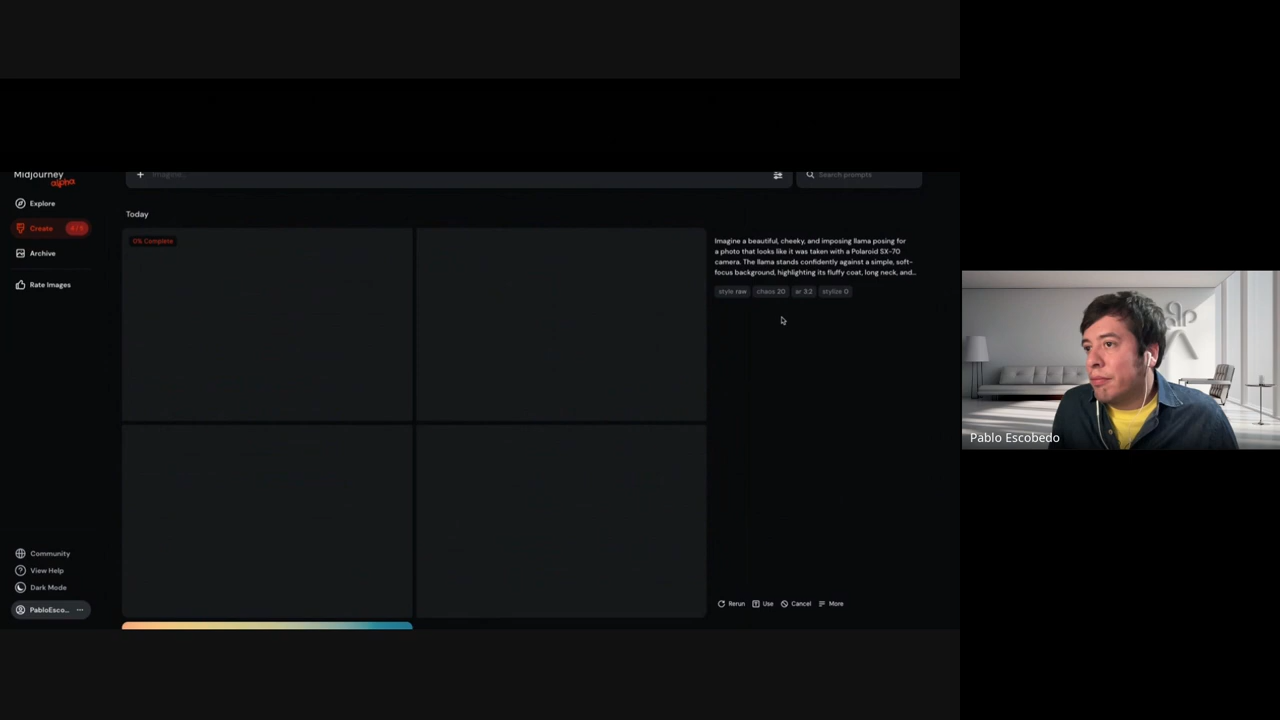 Midjourney
alpha
Imagine...
Search prompts
Explore
Create
Archive
Rate Images
Today
0% Complete
Imagine a beautiful, cheeky, and imposing llama posing for
a photo that looks like it was taken with a Polaroid SX-70
camera. The llama stands confidently against a simple, soft-
focus background, highlighting its fluffy coat, long neck, and...
style raw chaos 20 ar 3:2 stylize 0
Rerun Use Cancel More
Community
View Help
Dark Mode
PabloEsco... ...
Pablo Escobedo